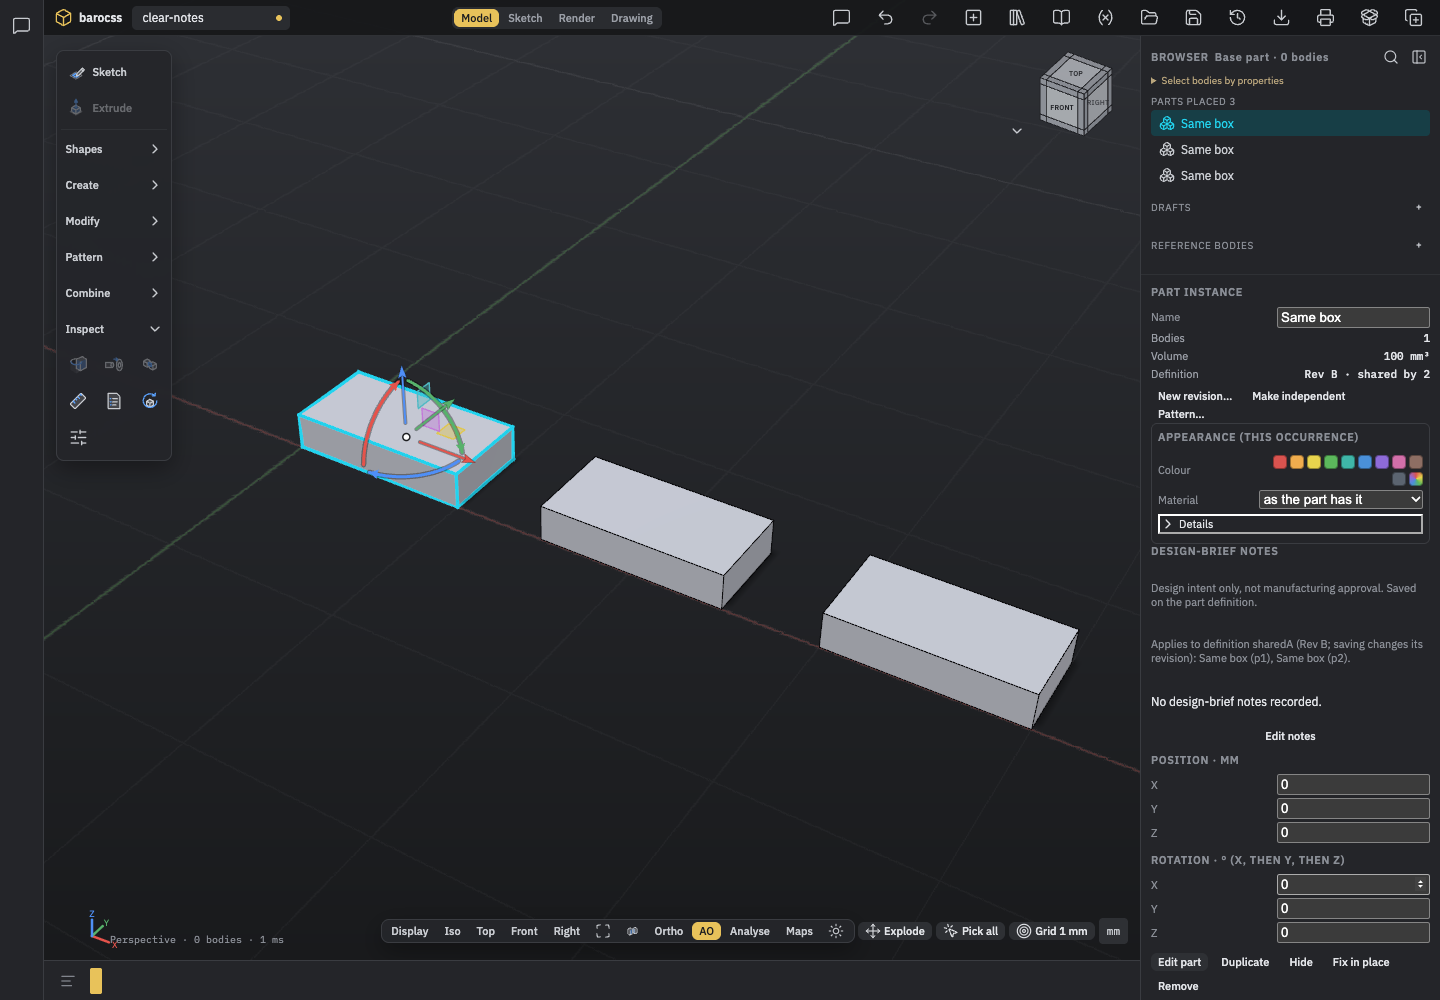 barocss
clear-notes
Model
Sketch
Render
Drawing
Sketch
Extrude
Shapes
Create
Modify
Pattern
Combine
Inspect
TOP
FRONT
RIGHT
BROWSER Base part · 0 bodies
Select bodies by properties
PARTS PLACED 3
Same box
Same box
Same box
DRAFTS +
REFERENCE BODIES +
PART INSTANCE
Name Same box
Bodies 1
Volume 100 mm³
Definition Rev B · shared by 2
New revision... Make independent
Pattern...
APPEARANCE (THIS OCCURRENCE)
Colour
Material as the part has it
Details
DESIGN-BRIEF NOTES
Design intent only, not manufacturing approval. Saved
on the part definition.
Applies to definition sharedA (Rev B; saving changes its
revision): Same box (p1), Same box (p2).
No design-brief notes recorded.
Edit notes
POSITION · MM
X 0
Y 0
Z 0
ROTATION · ° (X, THEN Y, THEN Z)
X 0
Y 0
Z 0
Edit part Duplicate Hide Fix in place
Remove
Z
Y
X
Perspective · 0 bodies · 1 ms
Display Iso Top Front Right Ortho AO Analyse Maps Explode Pick all Grid 1 mm mm